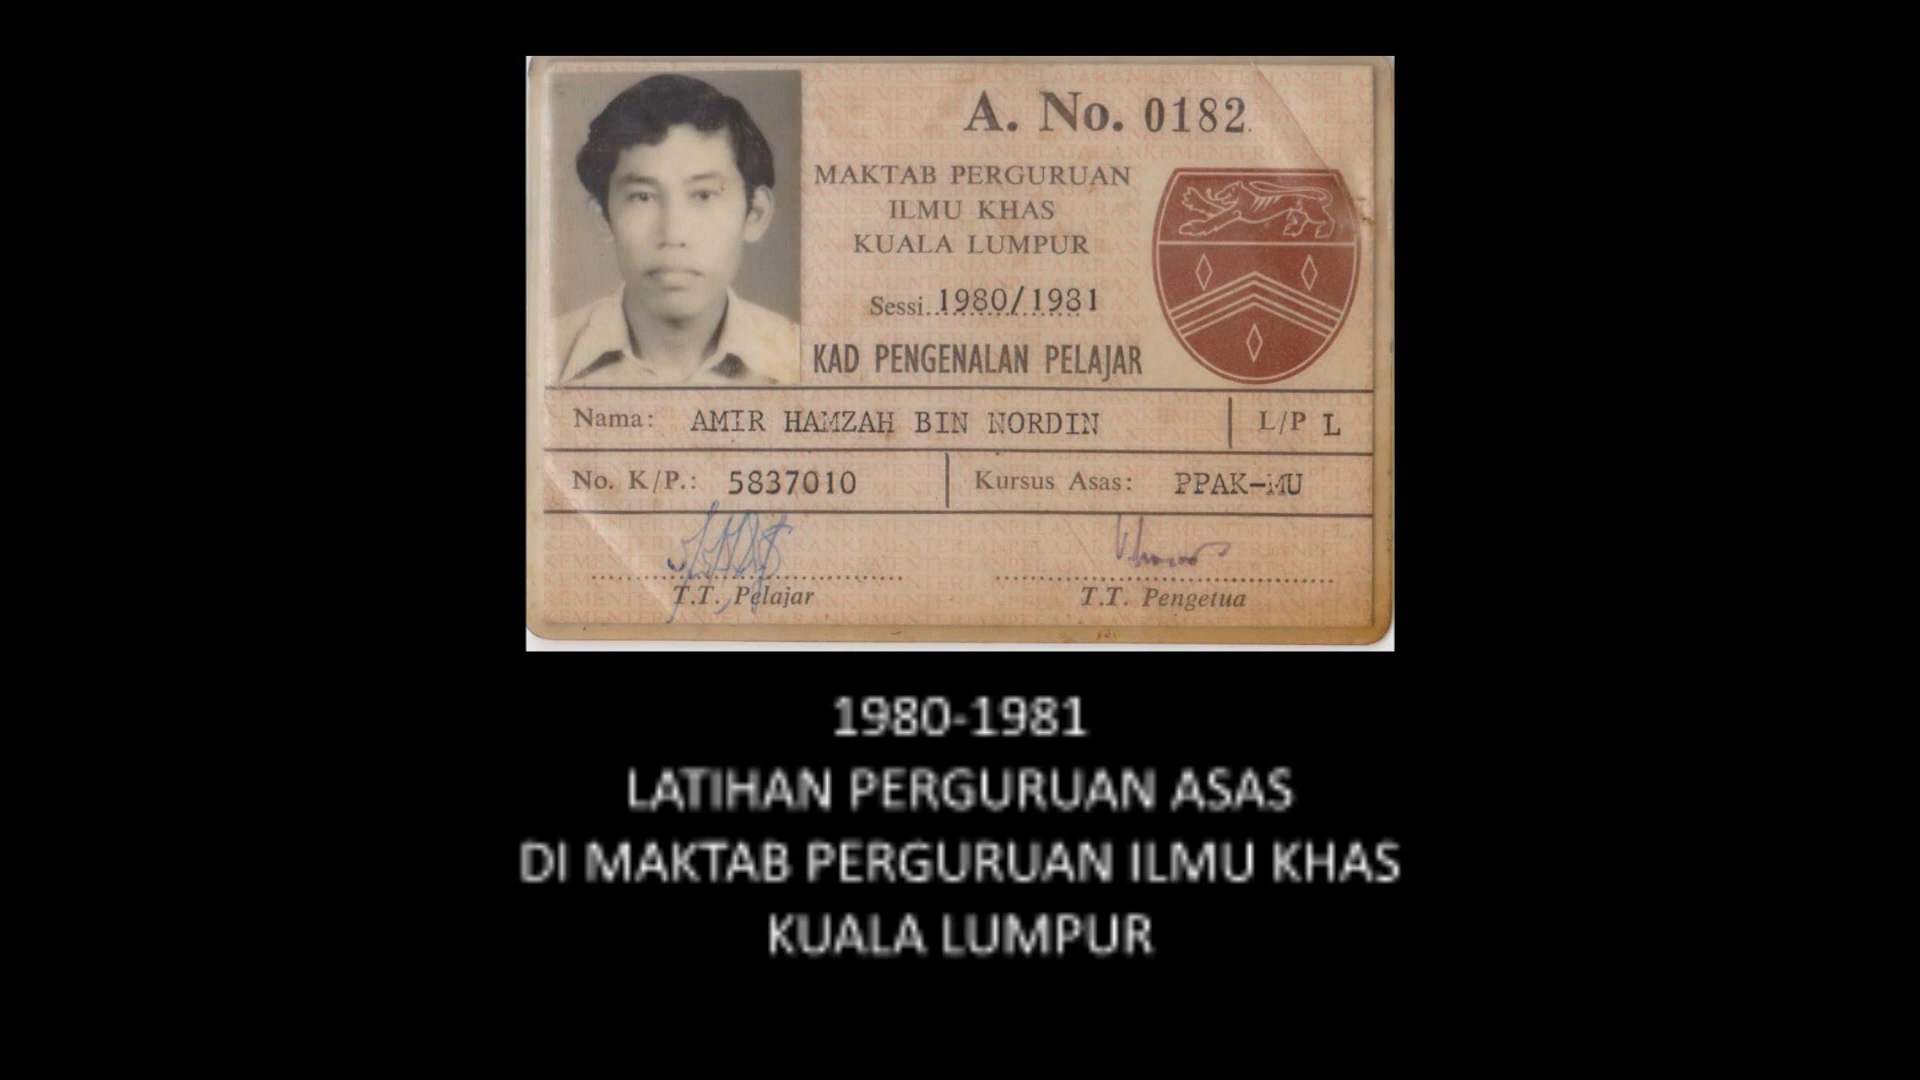 A. No. 0182
MAKTAB PERGURUAN
ILMU KHAS
KUALA LUMPUR
Sessi..1980/1981
KAD PENGENALAN PELAJAR
Nama: AMIR HAMZAH BIN NORDIN L/P L
No. K/P.: 5837010 Kursus Asas: PPAK-MU
T.T. Pelajar T.T. Pengetua
1980-1981
LATIHAN PERGURUAN ASAS
DI MAKTAB PERGURUAN ILMU KHAS
KUALA LUMPUR